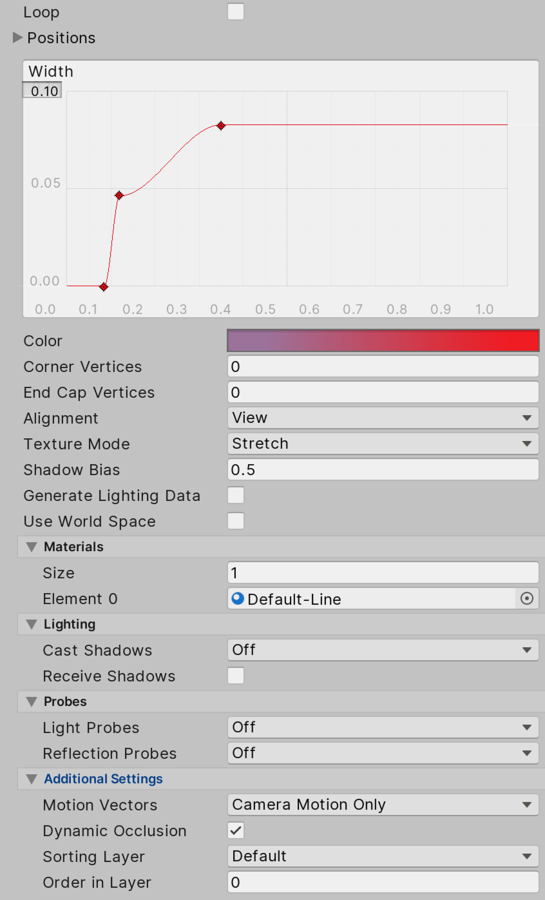 Loop
Positions
Width
0.10
0.05
0.00
0.0 0.1 0.2 0.3 0.4 0.5 0.6 0.7 0.8 0.9 1.0
Color
Corner Vertices 0
End Cap Vertices 0
Alignment View
Texture Mode Stretch
Shadow Bias 0.5
Generate Lighting Data
Use World Space
Materials
Size 1
Element 0 Default-Line
Lighting
Cast Shadows Off
Receive Shadows
Probes
Light Probes Off
Reflection Probes Off
Additional Settings
Motion Vectors Camera Motion Only
Dynamic Occlusion
Sorting Layer Default
Order in Layer 0